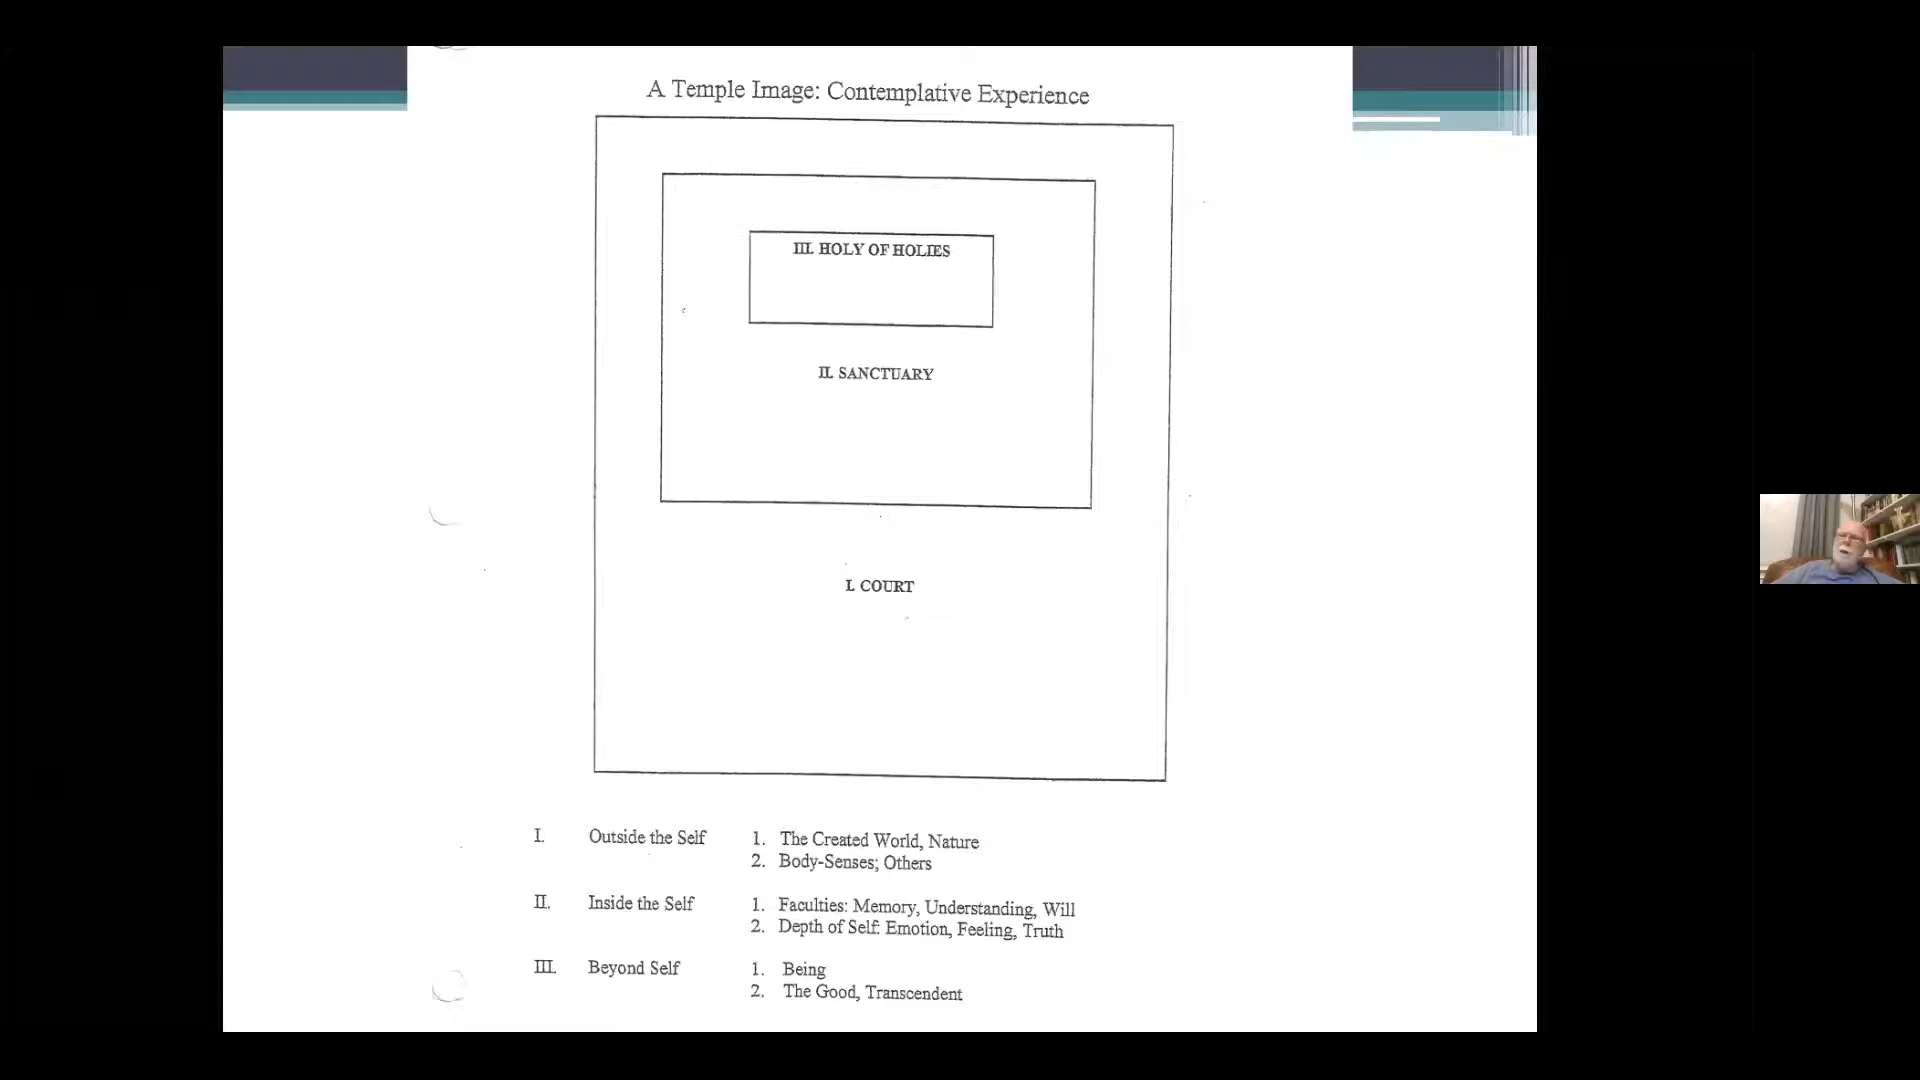 A Temple Image: Contemplative Experience
III. HOLY OF HOLIES
II. SANCTUARY
I. COURT
I. Outside the Self 1. The Created World, Nature
2. Body-Senses; Others
II. Inside the Self 1. Faculties: Memory, Understanding, Will
2. Depth of Self: Emotion, Feeling, Truth
III. Beyond Self 1. Being
2. The Good, Transcendent